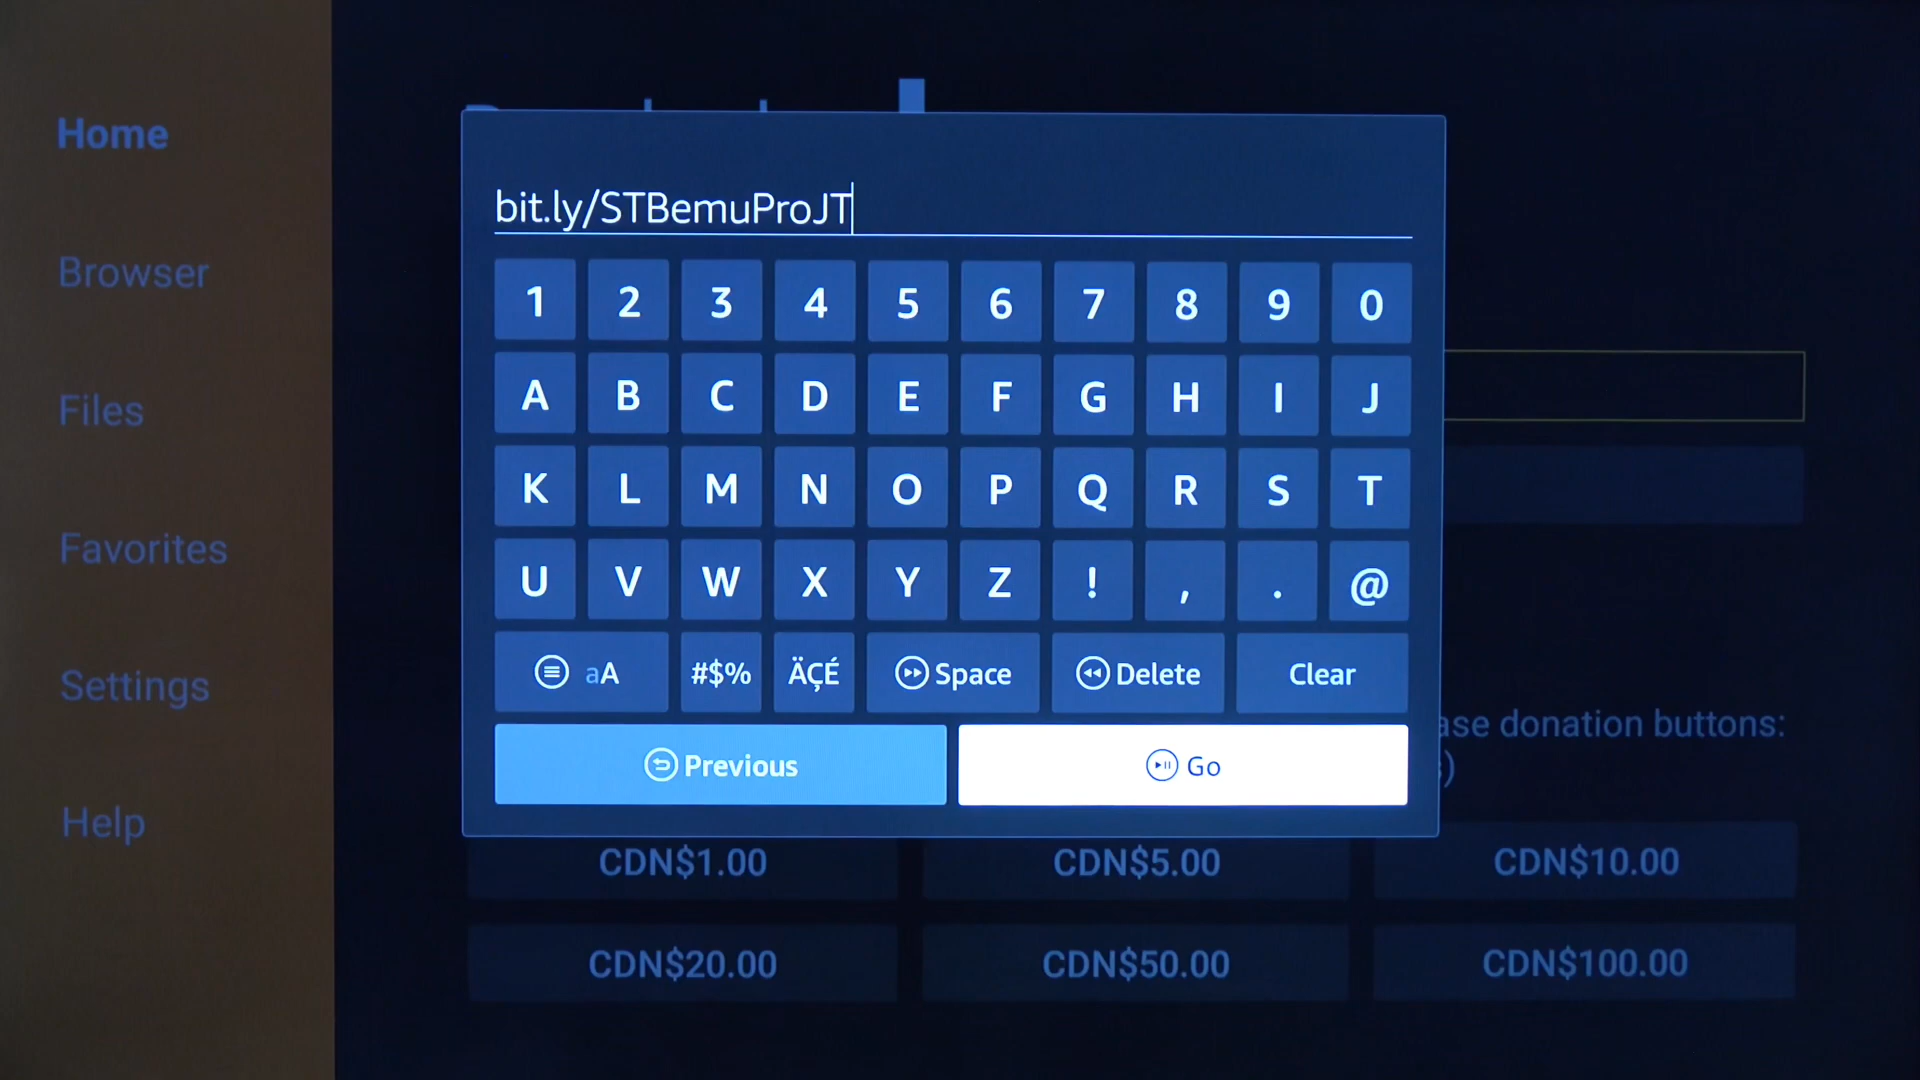 Home
Browser
Files
Favorites
Settings
Help
bit.ly/STBemuProJT
1 2 3 4 5 6 7 8 9 0
A B C D E F G H I J
K L M N O P Q R S T
U V W X Y Z ! , . @
aA #$% ÄÇÉ Space Delete Clear
Previous Go
donation buttons:
)
CDN$1.00 CDN$5.00 CDN$10.00
CDN$20.00 CDN$50.00 CDN$100.00